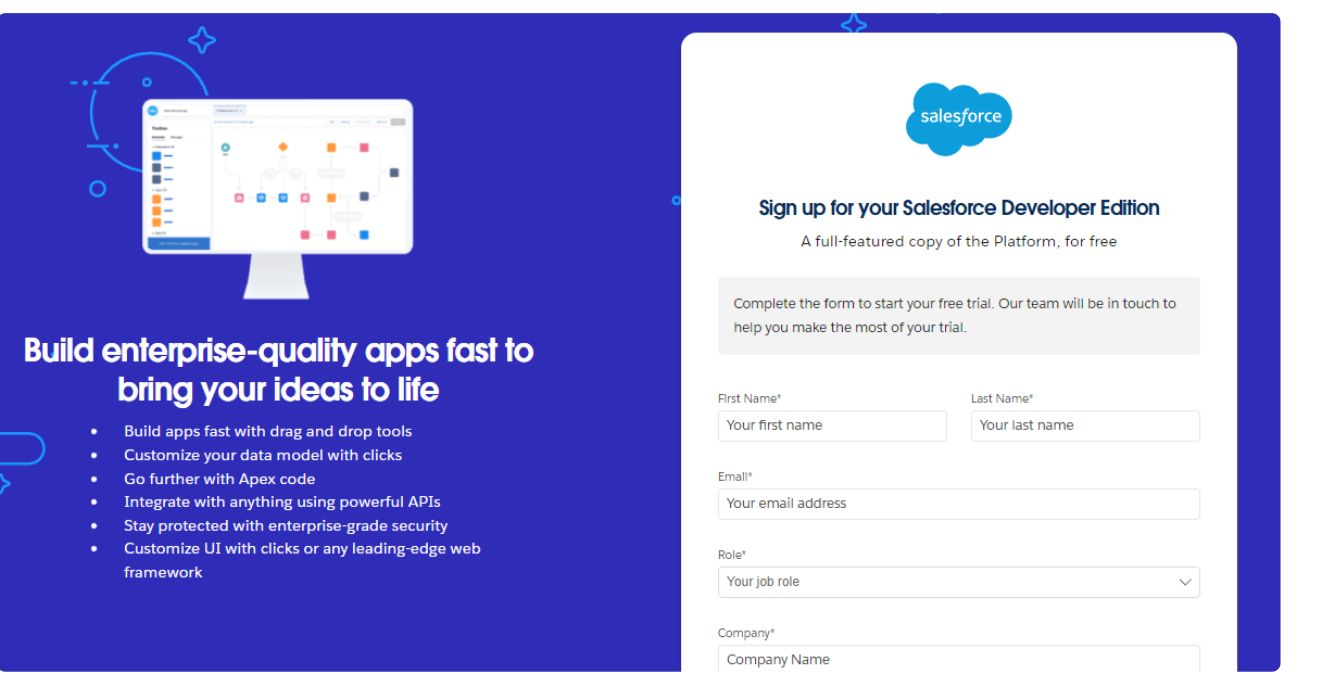 Build enterprise-quality apps fast to
bring your ideas to life
• Build apps fast with drag and drop tools
• Customize your data model with clicks
• Go further with Apex code
• Integrate with anything using powerful APIs
• Stay protected with enterprise-grade security
• Customize UI with clicks or any leading-edge web
framework
salesforce
Sign up for your Salesforce Developer Edition
A full-featured copy of the Platform, for free
Complete the form to start your free trial. Our team will be in touch to
help you make the most of your trial.
First Name* Last Name*
Your first name Your last name
Email*
Your email address
Role*
Your job role
Company*
Company Name